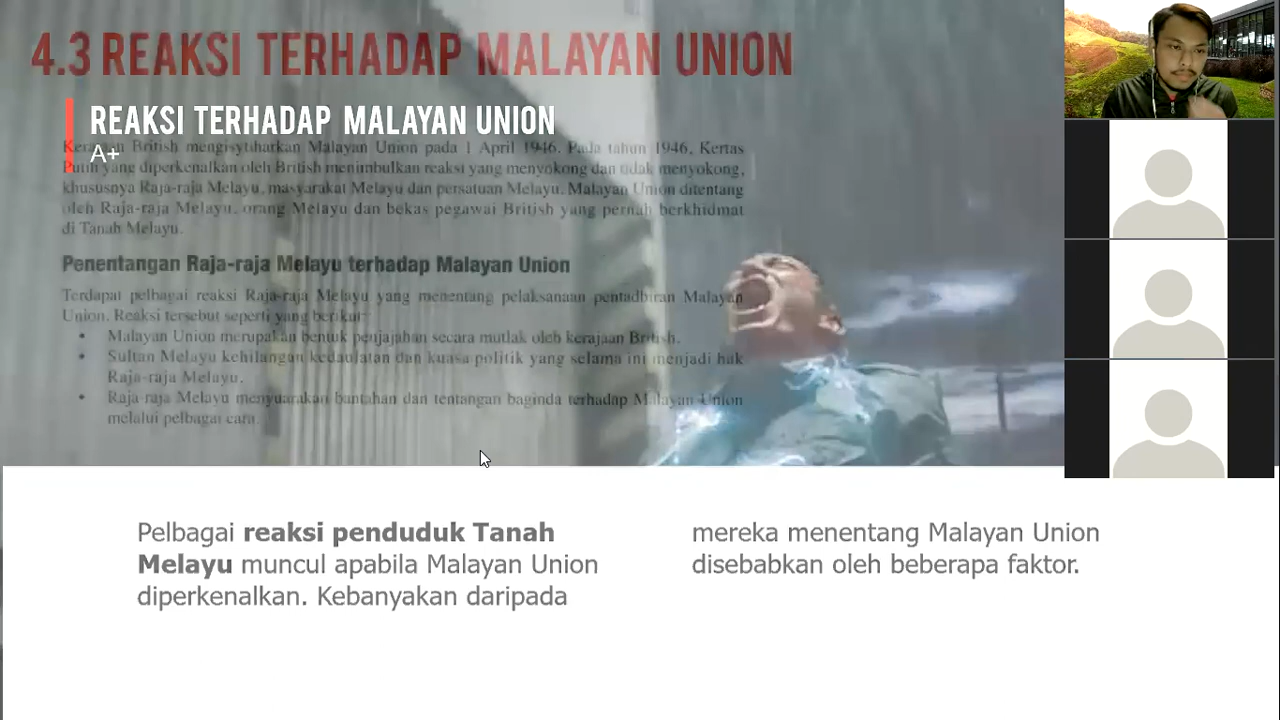 4.3 REAKSI TERHADAP MALAYAN UNION
REAKSI TERHADAP MALAYAN UNION
A+
Kerajaan British mengisytiharkan Malayan Union pada 1 April 1946. Pada tahun 1946, Kertas
Putih yang diperkenalkan oleh British menimbulkan reaksi yang menyokong dan tidak menyokong,
khususnya Raja-raja Melayu, masyarakat Melayu dan persatuan Melayu. Malayan Union ditentang
oleh Raja-raja Melayu, orang Melayu dan bekas pegawai British yang pernah berkhidmat
di Tanah Melayu.
Penentangan Raja-raja Melayu terhadap Malayan Union
Terdapat pelbagai reaksi Raja-raja Melayu yang menentang pelaksanaan pentadbiran Malayan
Union. Reaksi tersebut seperti yang berikut:
• Malayan Union merupakan bentuk penjajahan secara mutlak oleh kerajaan British.
• Sultan Melayu kehilangan kedaulatan dan kuasa politik yang selama ini menjadi hak
Raja-raja Melayu.
• Raja-raja Melayu menyuarakan bantahan dan tentangan baginda terhadap Malayan Union
melalui pelbagai cara.
Pelbagai reaksi penduduk Tanah
Melayu muncul apabila Malayan Union
diperkenalkan. Kebanyakan daripada
mereka menentang Malayan Union
disebabkan oleh beberapa faktor.